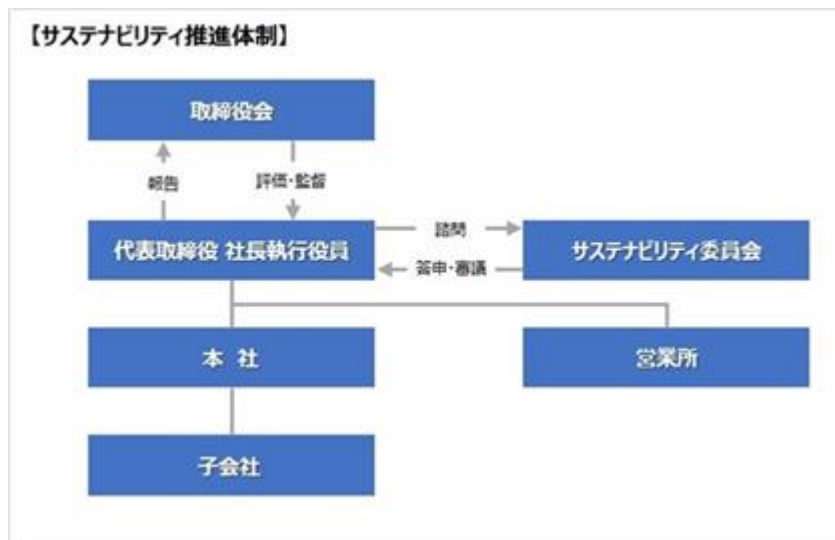 【サステナビリティ推進体制】
取締役会
報告
評価・監督
代表取締役 社長執行役員
諮問
サステナビリティ委員会
答申・審議
本 社
営業所
子会社